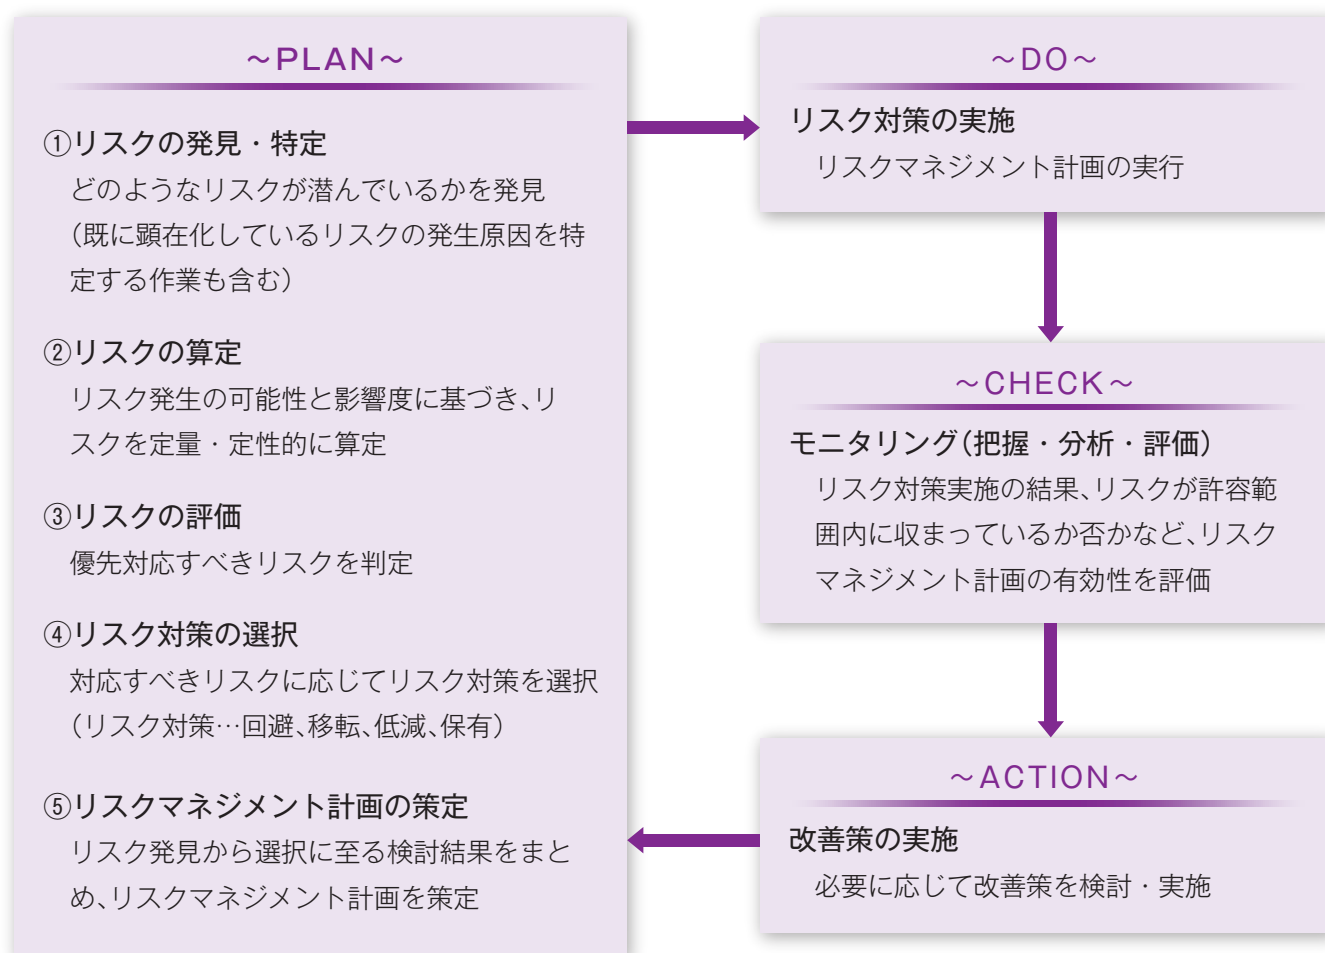 ～PLAN～
①リスクの発見・特定
どのようなリスクが潜んでいるかを発見
（既に顕在化しているリスクの発生原因を特
定する作業も含む）
②リスクの算定
リスク発生の可能性と影響度に基づき、リ
スクを定量・定性的に算定
③リスクの評価
優先対応すべきリスクを判定
④リスク対策の選択
対応すべきリスクに応じてリスク対策を選択
（リスク対策…回避、移転、低減、保有）
⑤リスクマネジメント計画の策定
リスク発見から選択に至る検討結果をまと
め、リスクマネジメント計画を策定
～DO～
リスク対策の実施
リスクマネジメント計画の実行
～CHECK～
モニタリング（把握・分析・評価）
リスク対策実施の結果、リスクが許容範
囲内に収まっているか否かなど、リスク
マネジメント計画の有効性を評価
～ACTION～
改善策の実施
必要に応じて改善策を検討・実施